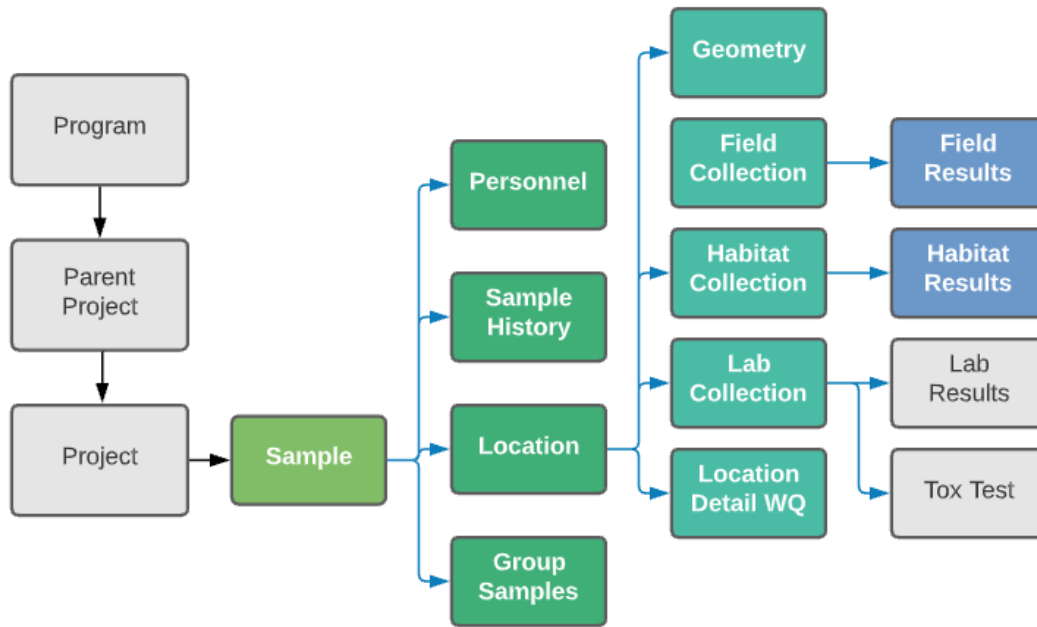 Program
Parent
Project
Project
Sample
Personnel
Sample
History
Location
Group
Samples
Geometry
Field
Collection
Habitat
Collection
Lab
Collection
Location
Detail WQ
Field
Results
Habitat
Results
Lab
Results
Tox Test